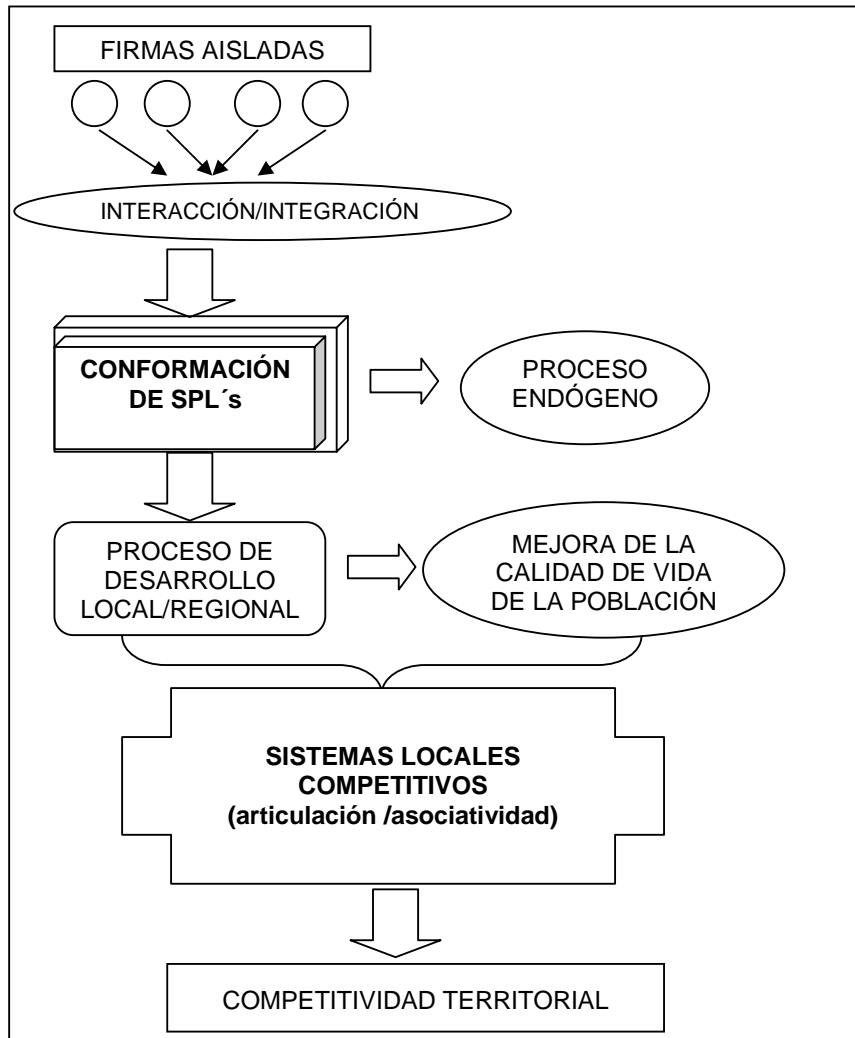 FIRMAS AISLADAS
INTERACCIÓN/INTEGRACIÓN
CONFORMACIÓN
DE SPL´s
PROCESO
ENDÓGENO
PROCESO DE
DESARROLLO
LOCAL/REGIONAL
MEJORA DE LA
CALIDAD DE VIDA
DE LA POBLACIÓN
SISTEMAS LOCALES
COMPETITIVOS
(articulación /asociatividad)
COMPETITIVIDAD TERRITORIAL